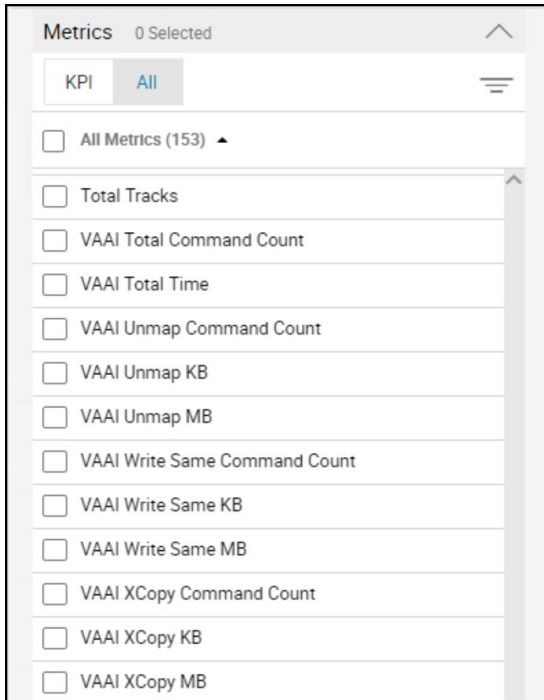 Metrics 0 Selected
KPI All
All Metrics (153)
Total Tracks
VAAI Total Command Count
VAAI Total Time
VAAI Unmap Command Count
VAAI Unmap KB
VAAI Unmap MB
VAAI Write Same Command Count
VAAI Write Same KB
VAAI Write Same MB
VAAI XCopy Command Count
VAAI XCopy KB
VAAI XCopy MB